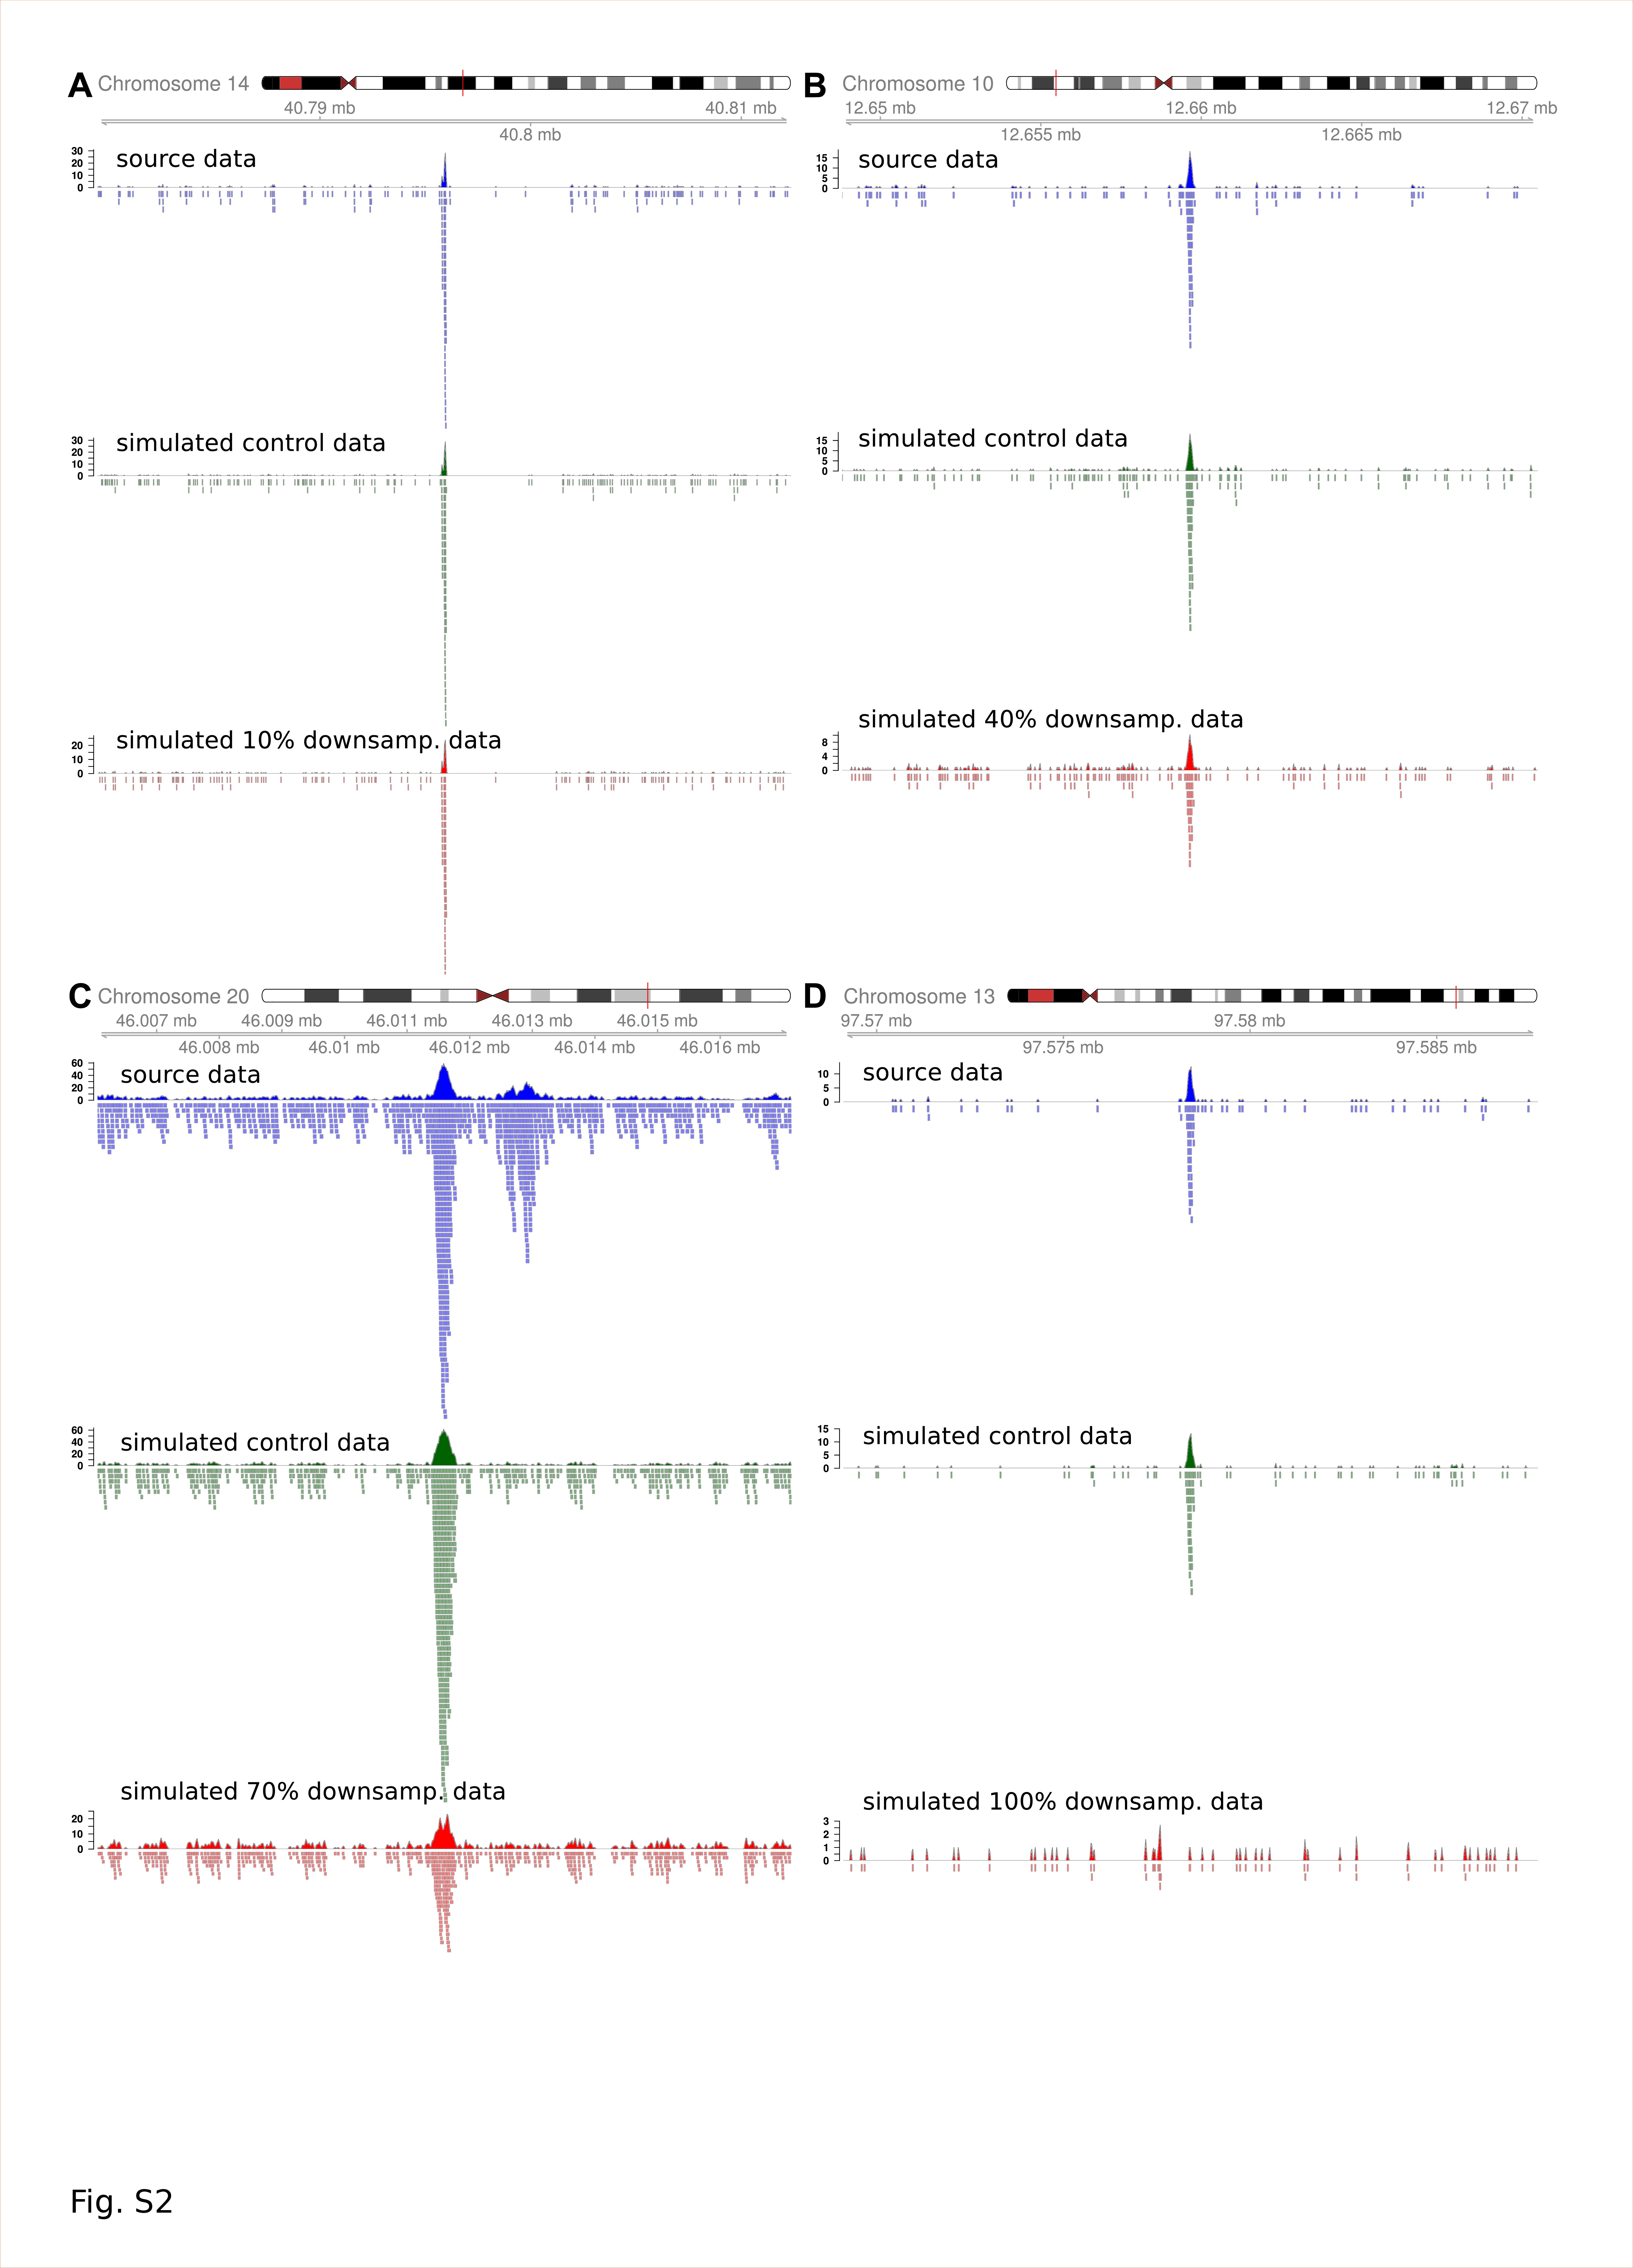 A Chromosome 14
40.79 mb 40.81 mb
40.8 mb
30
20
10
0
source data
30
20
10
0
simulated control data
20
10
0
simulated 10% downsamp. data
B Chromosome 10
12.65 mb 12.66 mb 12.67 mb
12.655 mb 12.665 mb
15
10
5
0
source data
15
10
5
0
simulated control data
8
4
0
simulated 40% downsamp. data
C Chromosome 20
46.007 mb 46.009 mb 46.011 mb 46.013 mb 46.015 mb
46.008 mb 46.01 mb 46.012 mb 46.014 mb 46.016 mb
60
40
20
0
source data
60
40
20
0
simulated control data
20
10
0
simulated 70% downsamp. data
D Chromosome 13
97.57 mb 97.58 mb
97.575 mb 97.585 mb
10
5
0
source data
15
10
5
0
simulated control data
3
2
1
0
simulated 100% downsamp. data
Fig. S2